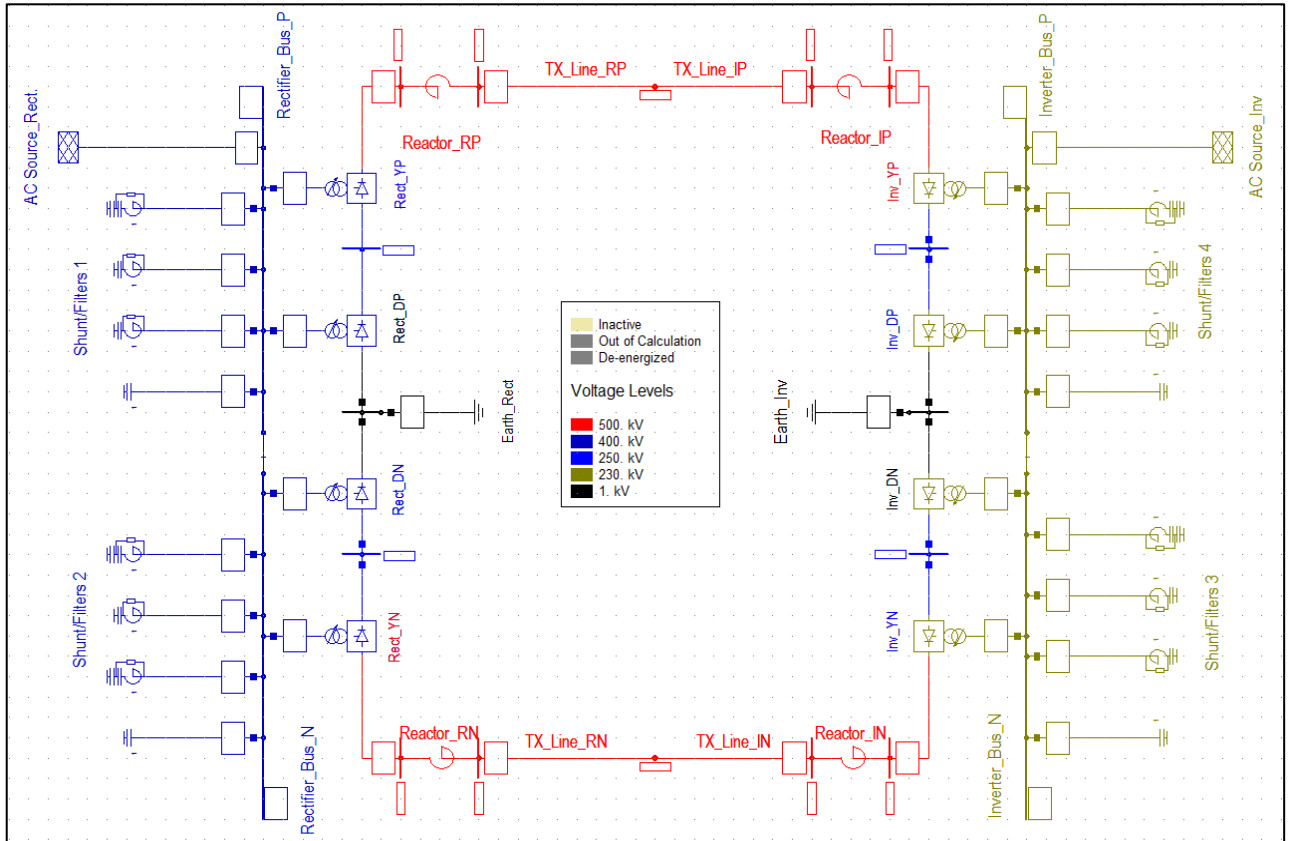 Rectifier_Bus_P
Inverter_Bus_P
TX_Line_RP
TX_Line_IP
Reactor_RP
Reactor_IP
AC Source_Rect.
AC Source_Inv
Rect_YP
Inv_YP
Shunt/Filters 1
Shunt/Filters 4
Rect_DP
Inv_DP
Inactive
Out of Calculation
De-energized
Voltage Levels
500. kV
400. kV
250. kV
230. kV
1. kV
Earth_Rect
Earth_Inv
Rect_DN
Inv_DN
Shunt/Filters 2
Shunt/Filters 3
Rect_YN
Inv_YN
Reactor_RN
TX_Line_RN
TX_Line_IN
Reactor_IN
Rectifier_Bus_N
Inverter_Bus_N